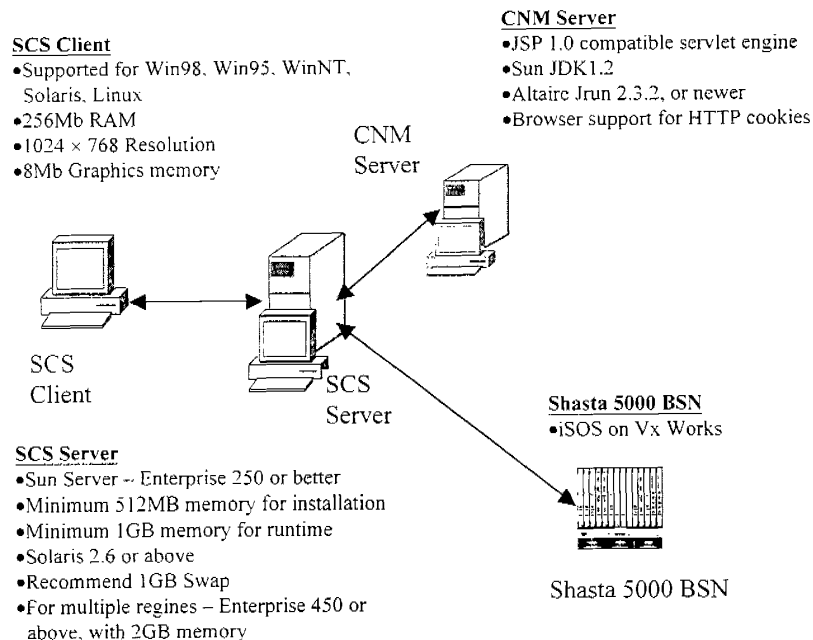 CNM Server
•JSP 1.0 compatible servlet engine
•Sun JDK1.2
•Altaire Jrun 2.3.2, or newer
•Browser support for HTTP cookies
SCS Client
•Supported for Win98, Win95, WinNT,
Solaris, Linux
•256Mb RAM
•1024 × 768 Resolution
•8Mb Graphics memory
CNM
Server
SCS
Client
SCS
Server
Shasta 5000 BSN
•iSOS on Vx Works
Shasta 5000 BSN
SCS Server
•Sun Server – Enterprise 250 or better
•Minimum 512MB memory for installation
•Minimum 1GB memory for runtime
•Solaris 2.6 or above
•Recommend 1GB Swap
•For multiple regines – Enterprise 450 or
above, with 2GB memory